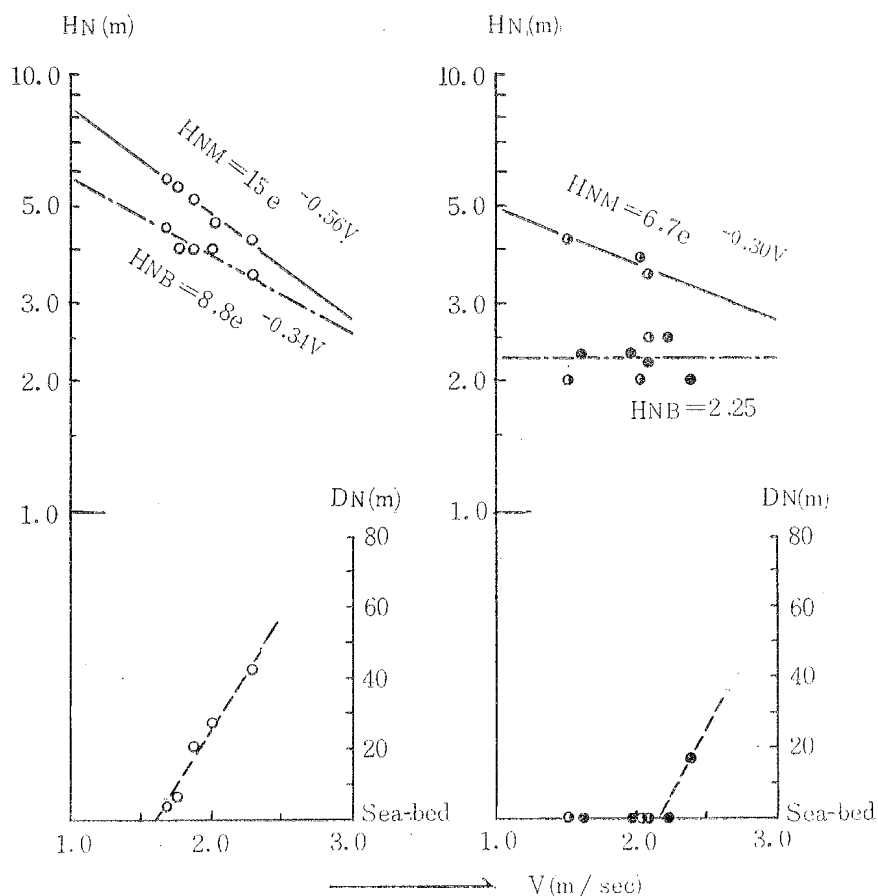 HN (m)
10.0
5.0
3.0
2.0
1.0
HNM=15e -0.56V
HNB=8.8e -0.31V
DN(m)
80
60
40
20
Sea-bed
1.0
2.0
3.0
HN (m)
10.0
5.0
3.0
2.0
1.0
HNM=6.7e -0.30V
HNB=2.25
DN(m)
80
60
40
20
Sea-bed
1.0
2.0
3.0
V(m / sec)